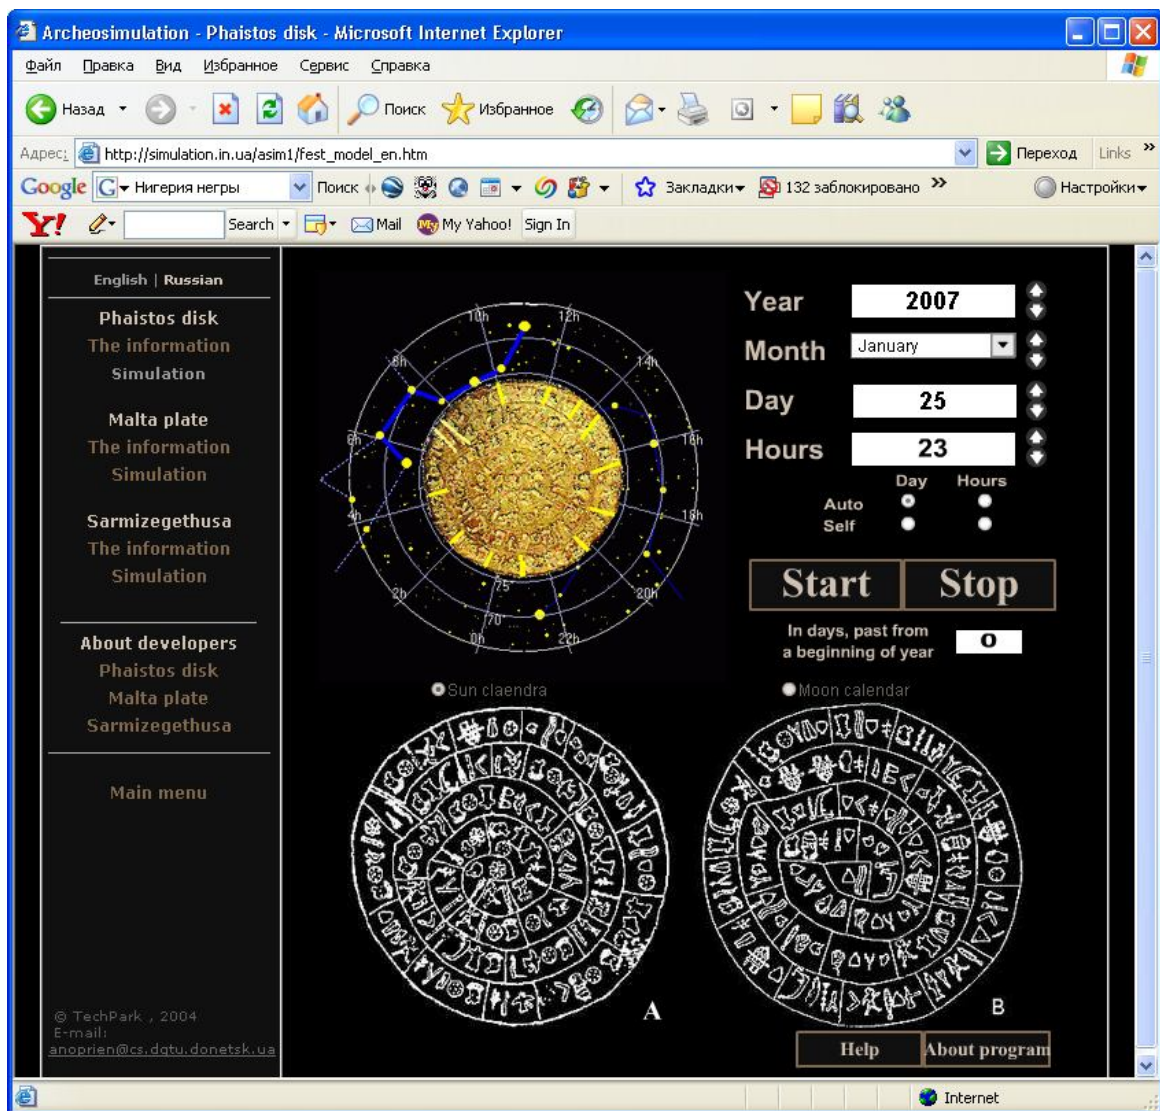 Archeosimulation - Phaistos disk - Microsoft Internet Explorer
Файл Правка Вид Избранное Сервис Справка
Назад Поиск Избранное
Адрес: http://simulation.in.ua/asim1/fest_model_en.htm Переход Links »
Google G Нигерия негры Поиск Закладки 132 заблокировано » Настройки
Y! Search Mail My Yahoo! Sign In
English | Russian
Phaistos disk
The information
Simulation
Malta plate
The information
Simulation
Sarmizegethusa
The information
Simulation
About developers
Phaistos disk
Malta plate
Sarmizegethusa
Main menu
© TechPark , 2004
E-mail:
anoprien@cs.dgtu.donetsk.ua
10h 12h
8h 14h
6h 16h
4h 18h
2h 75 20h
70°
0h 22h
Year 2007
Month January
Day 25
Hours 23
Day Hours
Auto
Self
Start Stop
In days, past from
a beginning of year 0
Sun claendra Moon calendar
A B
Help About program
Internet